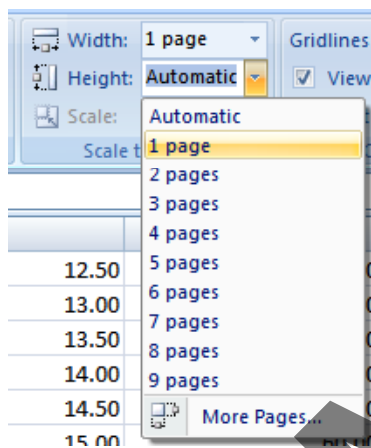 Width: 1 page Gridlines
Height: Automatic View
Scale: Automatic
Scale t 1 page
2 pages
3 pages
4 pages
12.50 5 pages
13.00 6 pages
13.50 7 pages
14.00 8 pages
9 pages
14.50 More Pages...
15.00